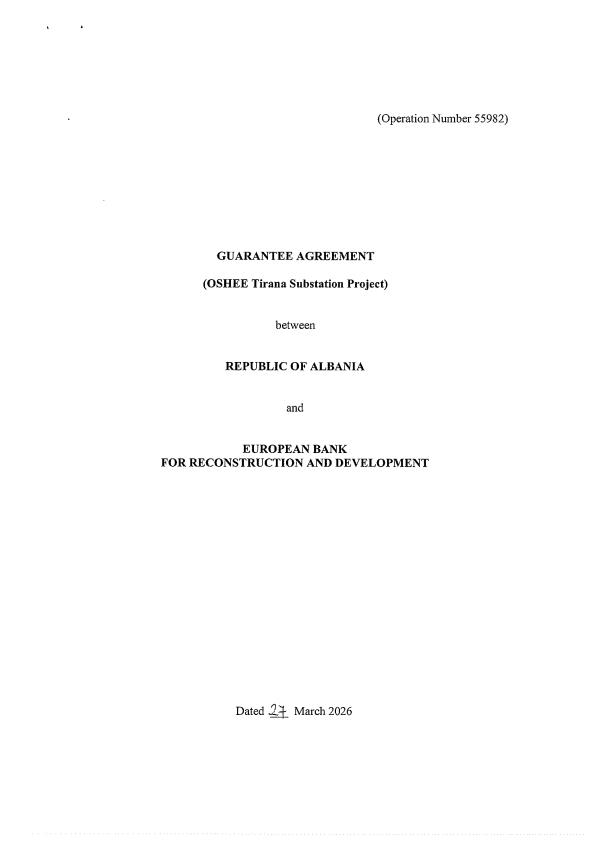 (Operation Number 55982)
GUARANTEE AGREEMENT
(OSHEE Tirana Substation Project)
between
REPUBLIC OF ALBANIA
and
EUROPEAN BANK
FOR RECONSTRUCTION AND DEVELOPMENT
Dated 27 March 2026